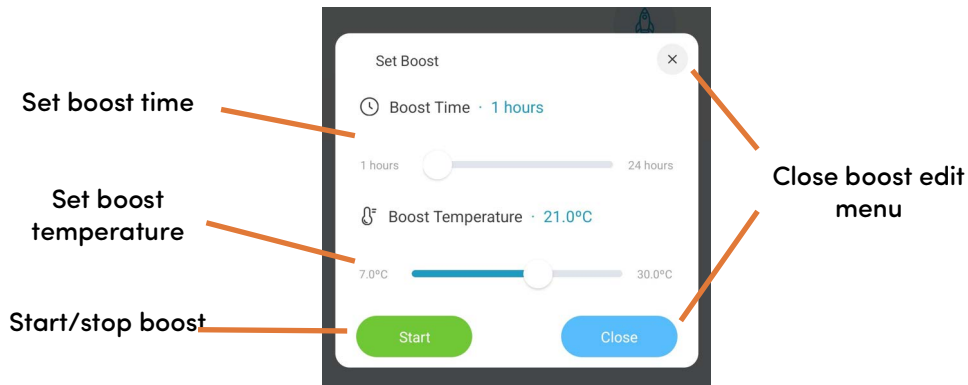 Set Boost
×
Set boost time
Boost Time · 1 hours
1 hours
24 hours
Set boost
temperature
Boost Temperature · 21.0ºC
7.0ºC
30.0ºC
Close boost edit
menu
Start/stop boost
Start
Close